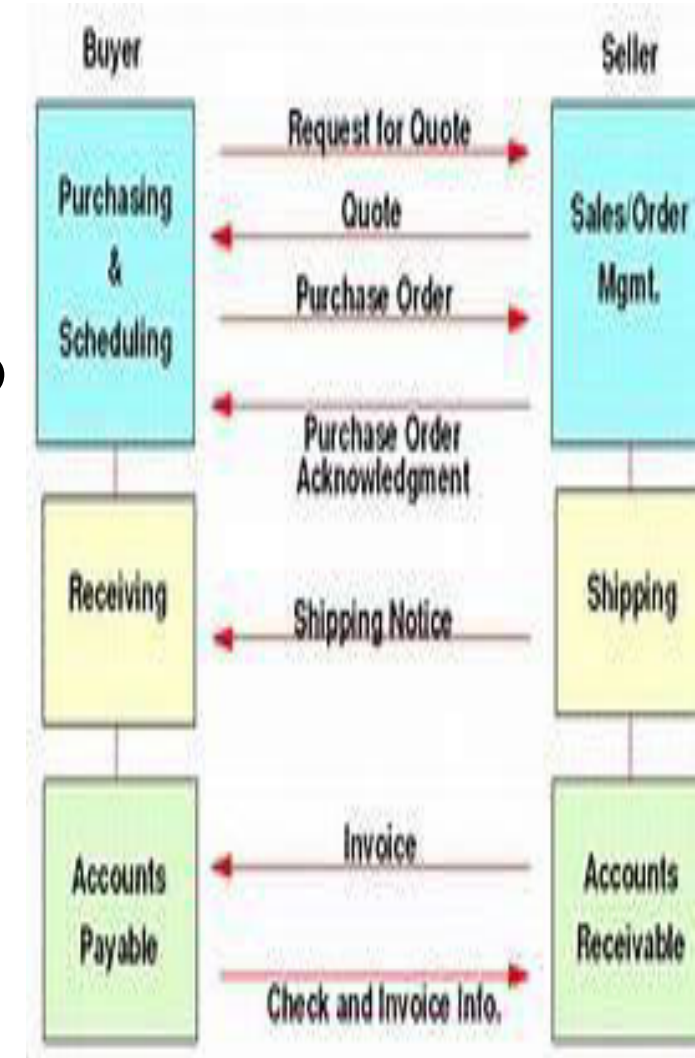 Buyer
Seller
Request for Quote
Purchasing
&
Scheduling
Quote
Sales/Order
Mgmt.
Purchase Order
Purchase Order
Acknowledgment
Receiving
Shipping Notice
Shipping
Invoice
Accounts
Payable
Accounts
Receivable
Check and Invoice Info.